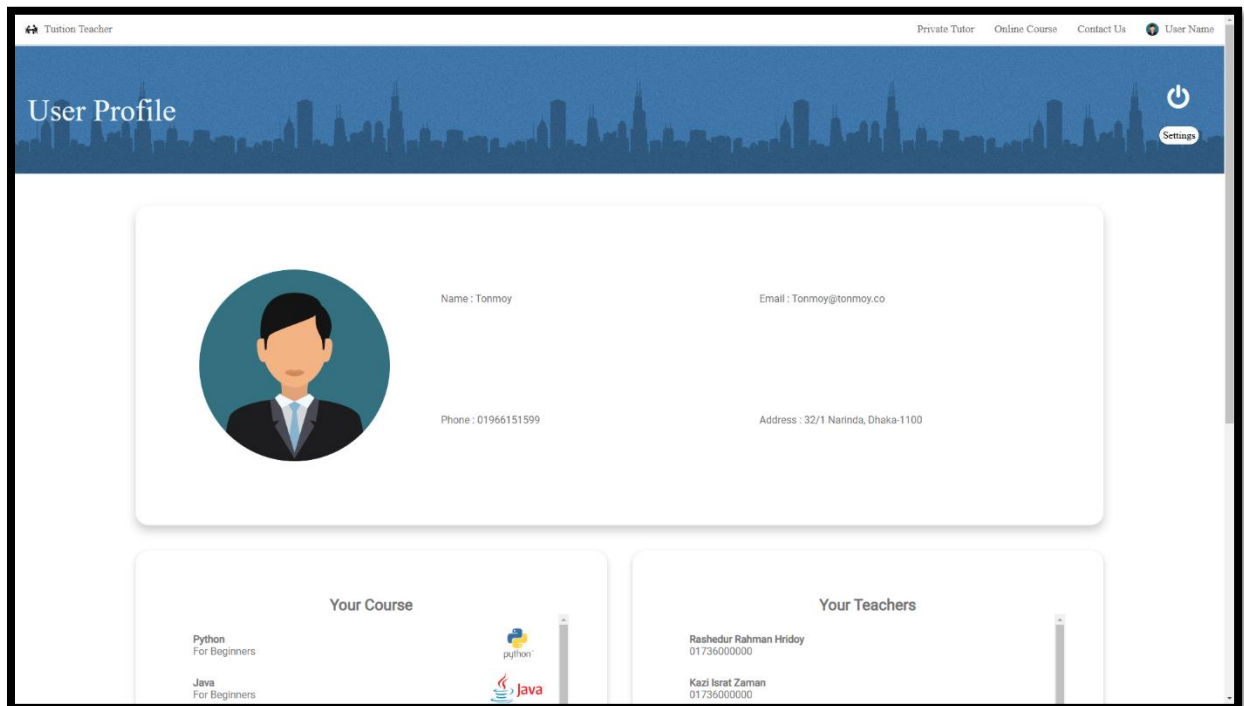 Tuition Teacher
Private Tutor Online Course Contact Us User Name
User Profile
Settings
Name : Tonmoy
Email : Tonmoy@tonmoy.co
Phone : 01966151599
Address : 32/1 Narinda, Dhaka-1100
Your Course
Python
For Beginners
python
Java
For Beginners
Java
Your Teachers
Rashedur Rahman Hridoy
01736000000
Kazi Israt Zaman
01736000000